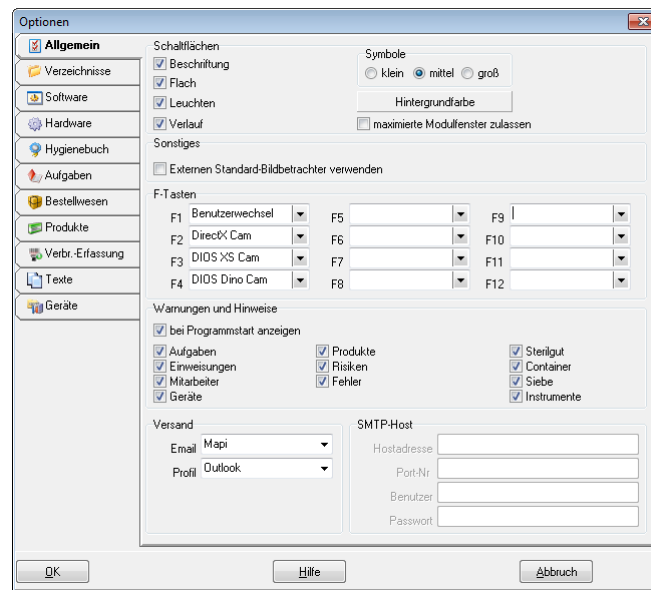 Optionen
Allgemein
Verzeichnisse
Software
Hardware
Hygienebuch
Aufgaben
Bestellwesen
Produkte
Verbr.-Erfassung
Texte
Geräte
Schaltflächen
Beschriftung
Flach
Leuchten
Verlauf
Symbole
klein mittel groß
Hintergrundfarbe
maximierte Modulfenster zulassen
Sonstiges
Externen Standard-Bildbetrachter verwenden
F-Tasten
F1 Benutzerwechsel F5 F9
F2 DirectX Cam F6 F10
F3 DIOS XS Cam F7 F11
F4 DIOS Dino Cam F8 F12
Warnungen und Hinweise
bei Programmstart anzeigen
Aufgaben Produkte Sterilgut
Einweisungen Risiken Container
Mitarbeiter Fehler Siebe
Geräte Instrumente
Versand
Email Mapi
Profil Outlook
SMTP-Host
Hostadresse
Port-Nr
Benutzer
Passwort
OK Hilfe Abbruch